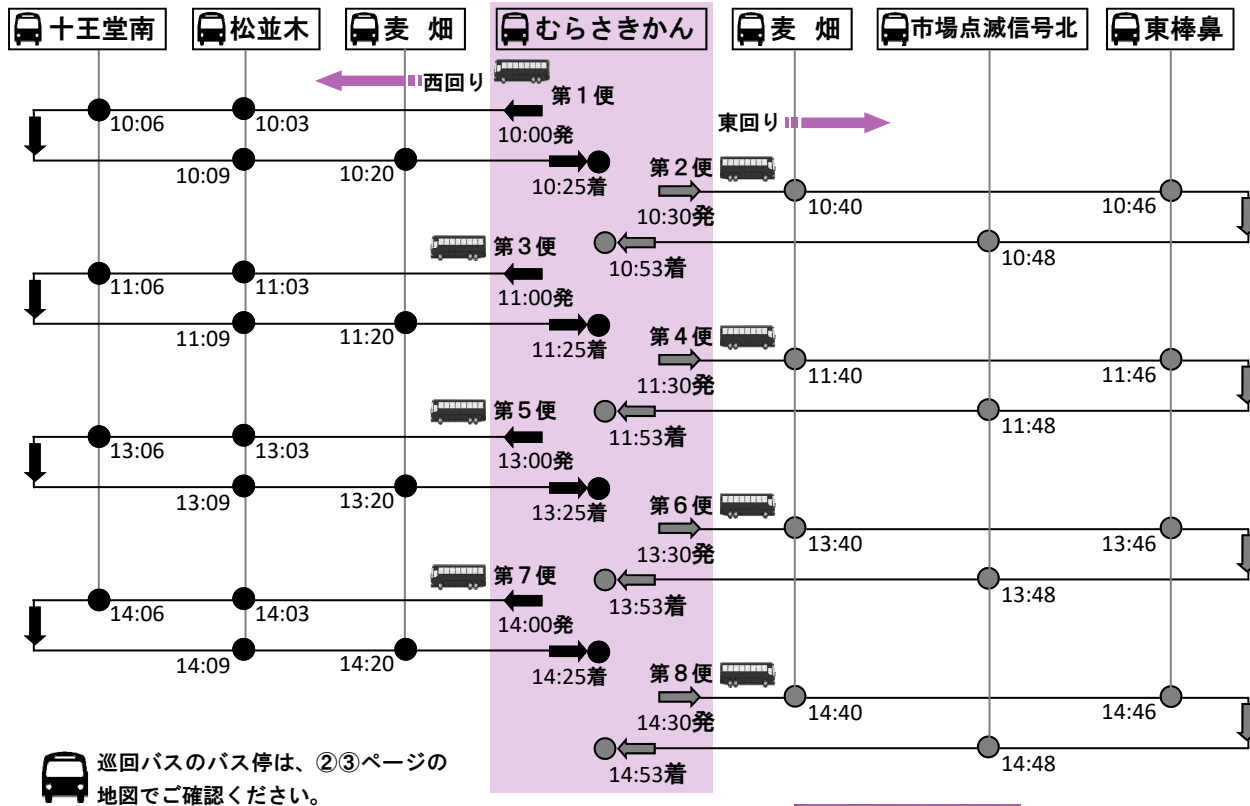 十王堂南
松並木
麦 畑
むらさきかん
麦 畑
市場点滅信号北
東棒鼻
西回り
第1便
東回り
10:06
10:03
10:00発
10:09
10:20
10:25着
第2便
10:30発
10:40
10:46
10:53着
10:48
第3便
11:06
11:03
11:00発
11:09
11:20
11:25着
第4便
11:30発
11:40
11:46
11:53着
11:48
第5便
13:06
13:03
13:00発
13:09
13:20
13:25着
第6便
13:30発
13:40
13:46
13:53着
13:48
第7便
14:06
14:03
14:00発
14:09
14:20
14:25着
第8便
14:30発
14:40
14:46
14:53着
14:48
巡回バスのバス停は、②③ページの
地図でご確認ください。